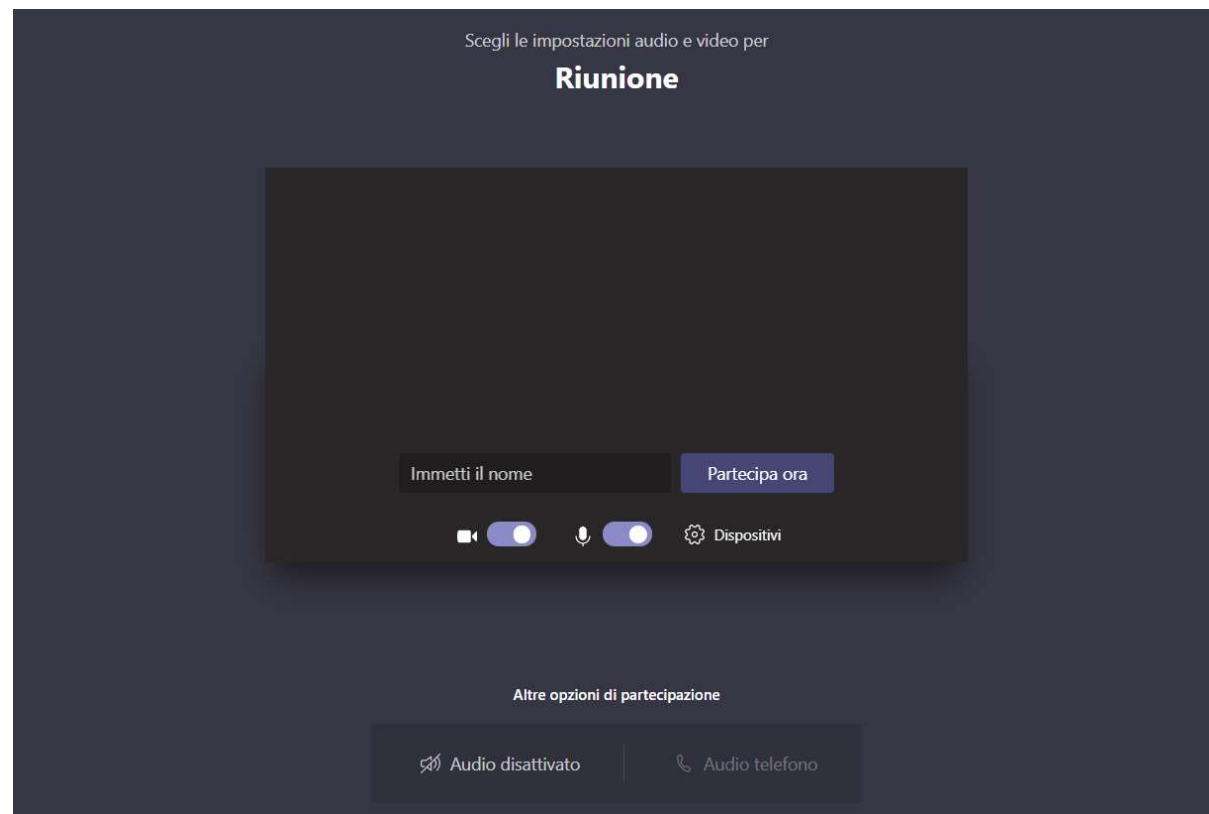 Scegli le impostazioni audio e video per
Riunione
Immetti il nome
Partecipa ora
Dispositivi
Altre opzioni di partecipazione
Audio disattivato
Audio telefono